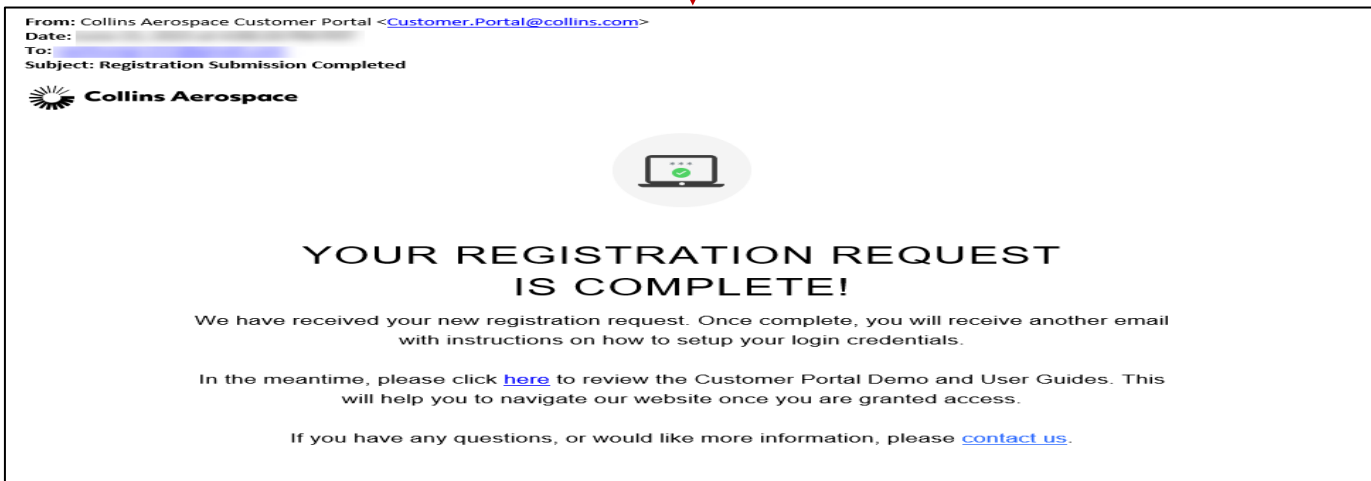 From: Collins Aerospace Customer Portal <Customer.Portal@collins.com>
Date:
To:
Subject: Registration Submission Completed
Collins Aerospace
YOUR REGISTRATION REQUEST
IS COMPLETE!
We have received your new registration request. Once complete, you will receive another email
with instructions on how to setup your login credentials.
In the meantime, please click here to review the Customer Portal Demo and User Guides. This
will help you to navigate our website once you are granted access.
If you have any questions, or would like more information, please contact us.